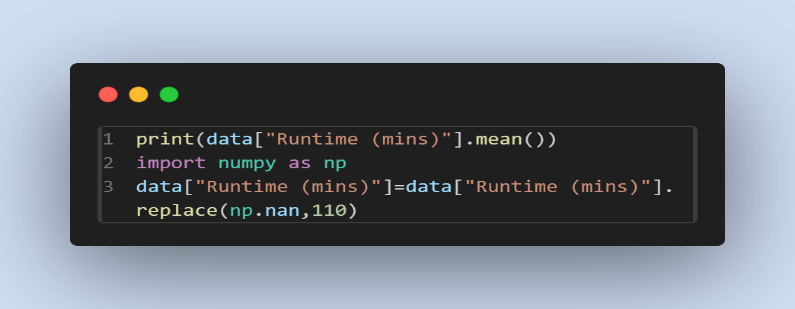 1 print(data["Runtime (mins)"].mean())
2 import numpy as np
3 data["Runtime (mins)"]=data["Runtime (mins)"].
replace(np.nan,110)